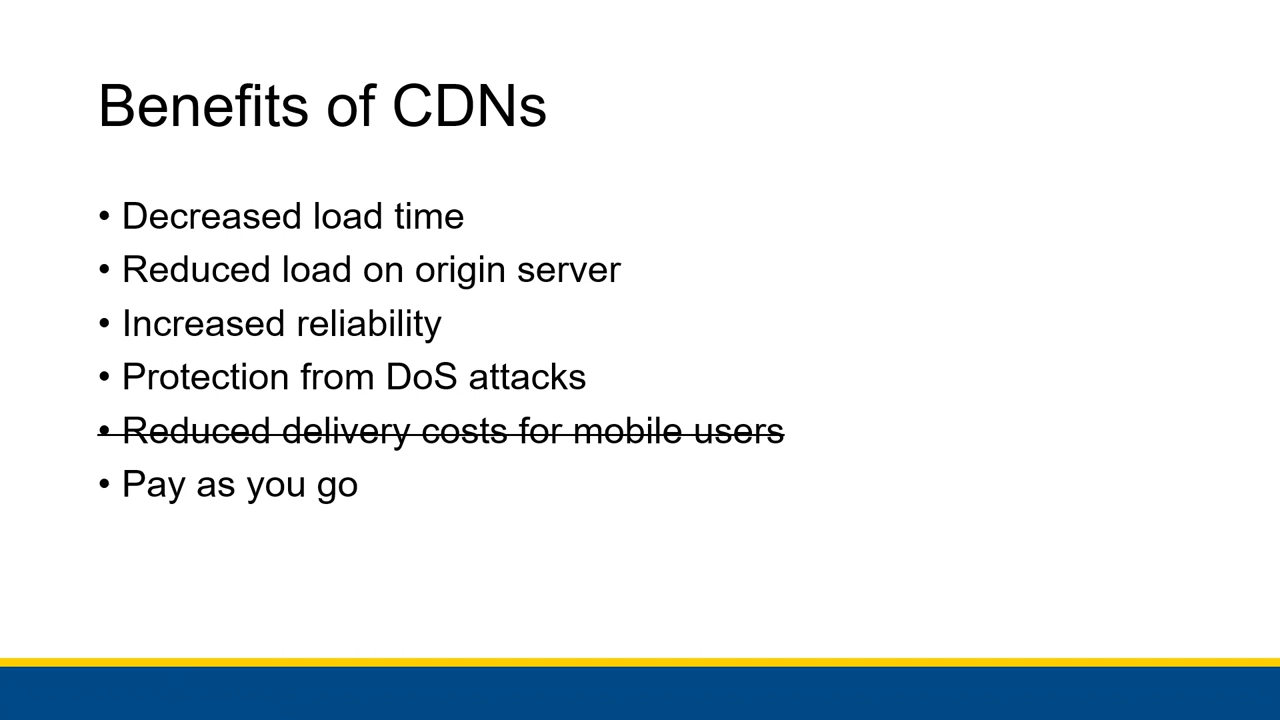 Benefits of CDNs
• Decreased load time
• Reduced load on origin server
• Increased reliability
• Protection from DoS attacks
• Reduced delivery costs for mobile users
• Pay as you go